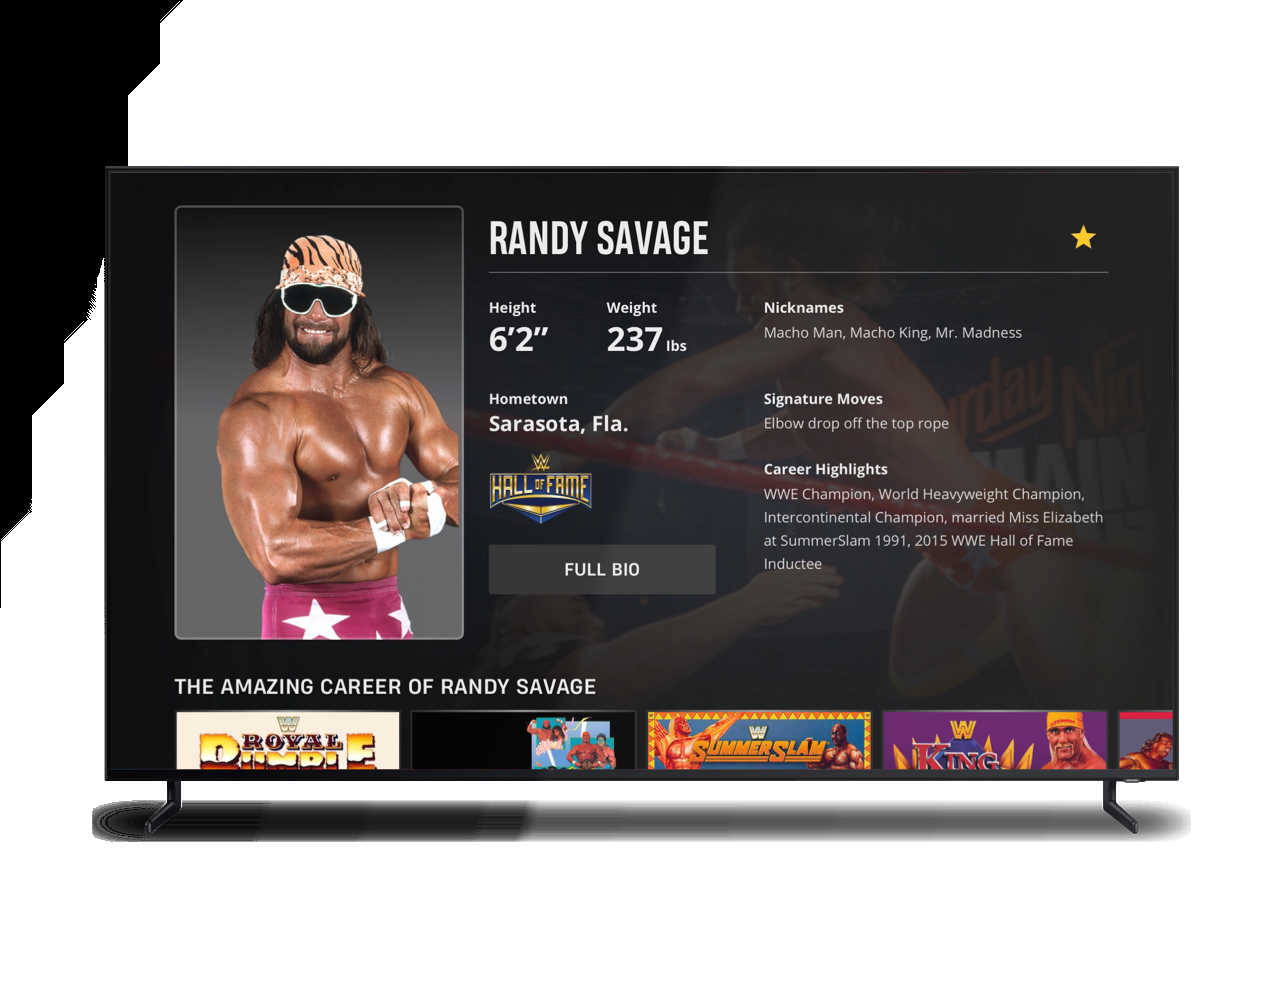 RANDY SAVAGE
Height
6’2”
Weight
237 lbs
Hometown
Sarasota, Fla.
W
HALL OF FAME
FULL BIO
Nicknames
Macho Man, Macho King, Mr. Madness
Signature Moves
Elbow drop off the top rope
Career Highlights
WWE Champion, World Heavyweight Champion,
Intercontinental Champion, married Miss Elizabeth
at SummerSlam 1991, 2015 WWE Hall of Fame
Inductee
THE AMAZING CAREER OF RANDY SAVAGE
W
ROYAL
RUMBLE
W
SUMMERSLAM
W
KING